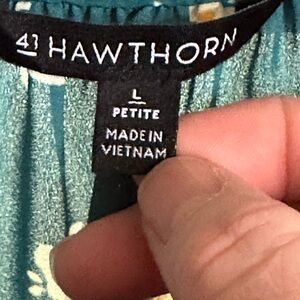 41 HAWTHORN
L
PETITE
MADE IN
VIETNAM